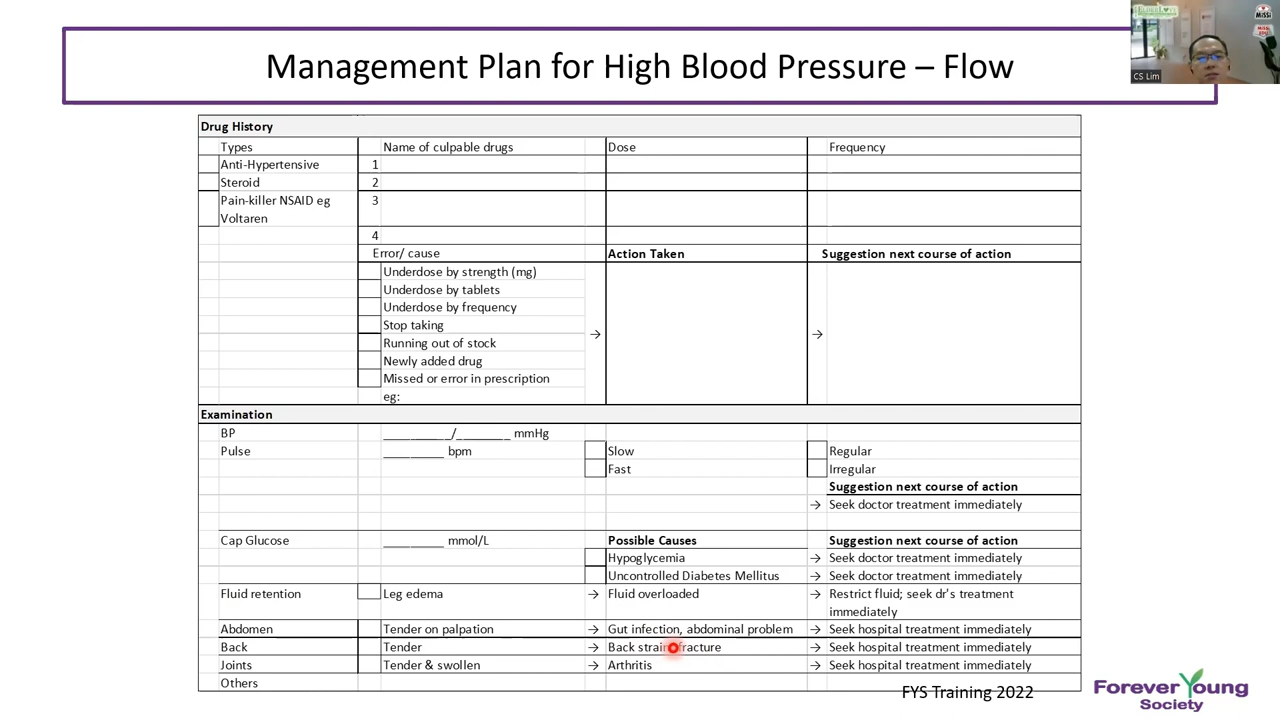 Management Plan for High Blood Pressure – Flow
CS Lim
MiSSi
Drug History
Types Name of culpable drugs Dose Frequency
Anti-Hypertensive 1
Steroid 2
Pain-killer NSAID eg 3
Voltaren
4
Error/ cause Action Taken Suggestion next course of action
Underdose by strength (mg)
Underdose by tablets
Underdose by frequency
Stop taking
→ →
Running out of stock
Newly added drug
Missed or error in prescription
eg:
Examination
BP _________/_______ mmHg
Pulse ________ bpm Slow Regular
Fast Irregular
Suggestion next course of action
→ Seek doctor treatment immediately
Cap Glucose ________ mmol/L Possible Causes Suggestion next course of action
Hypoglycemia → Seek doctor treatment immediately
Uncontrolled Diabetes Mellitus → Seek doctor treatment immediately
Fluid retention Leg edema → Fluid overloaded → Restrict fluid; seek dr's treatment
immediately
Abdomen Tender on palpation → Gut infection, abdominal problem → Seek hospital treatment immediately
Back Tender → Back strain fracture → Seek hospital treatment immediately
Joints Tender & swollen → Arthritis → Seek hospital treatment immediately
Others
FYS Training 2022
Forever Young
Society